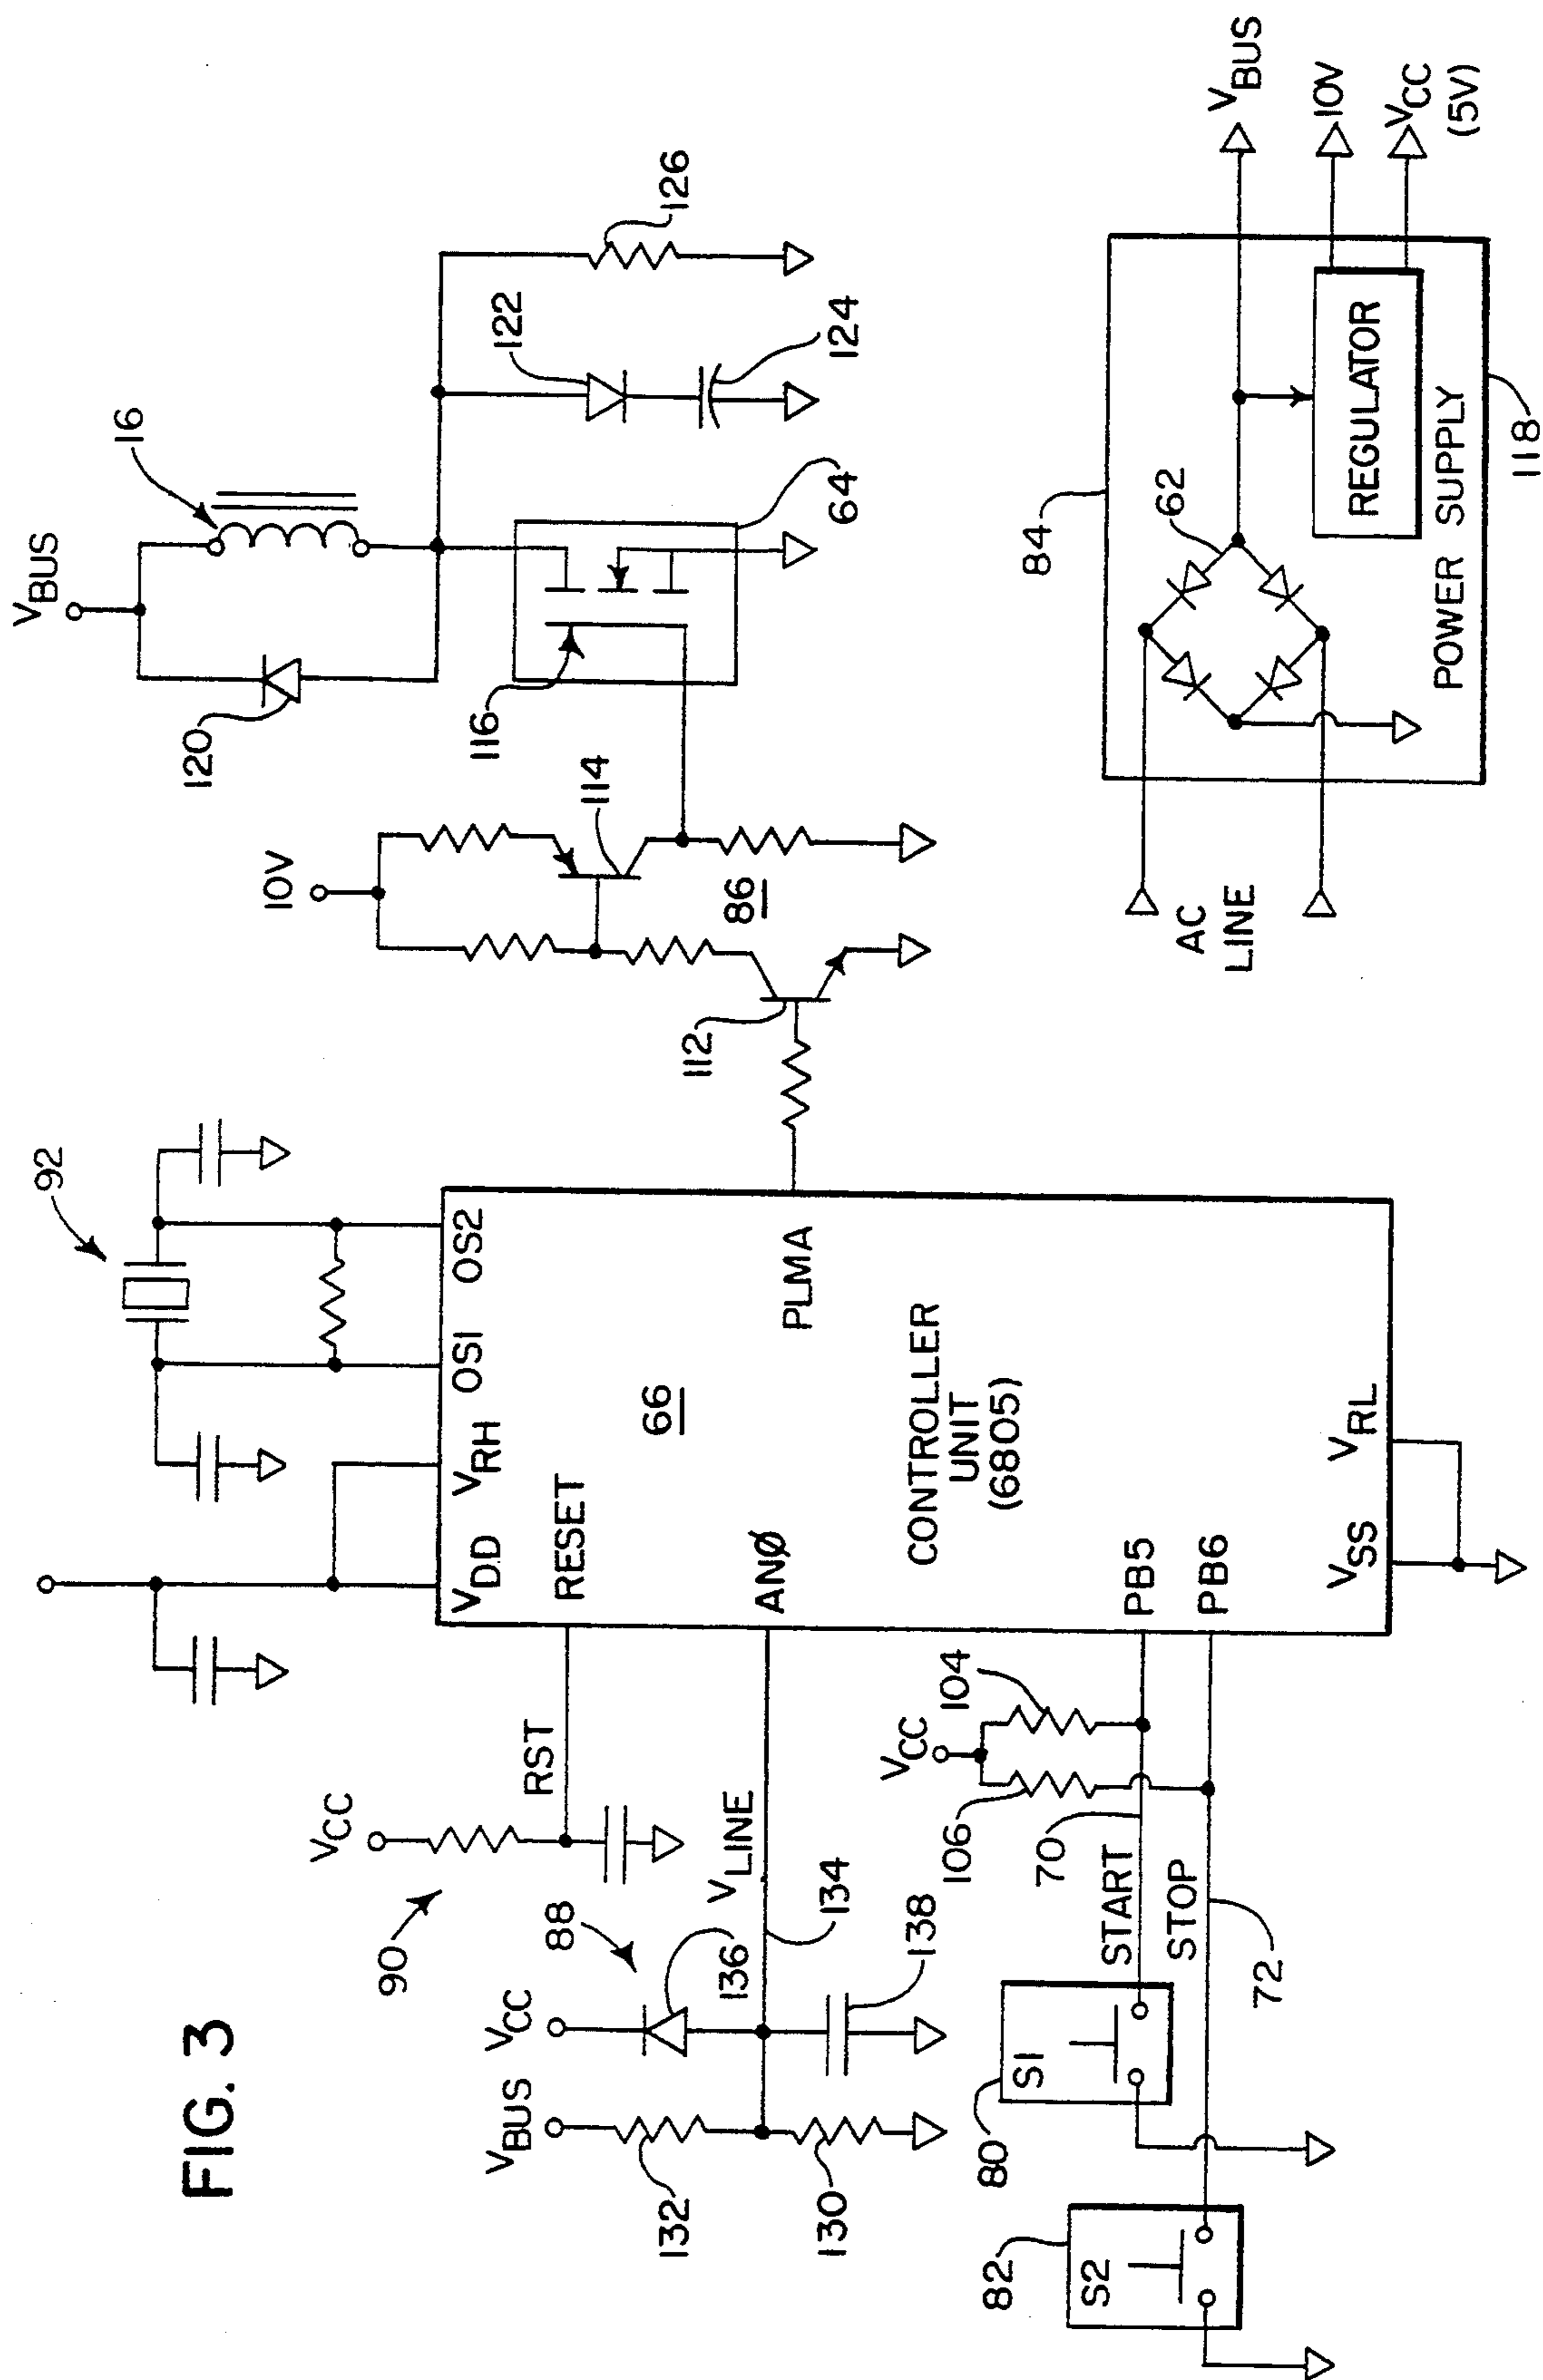 FIG. 3
VBUS
16
120
122
126
124
64
116
10V
114
86
112
92
VDD
VRH
OS1
OS2
RESET
66
PLMA
ANØ
CONTROLLER
UNIT
(6805)
PB5
PB6
VSS
VRL
VCC
90
RST
VBUS
VCC
88
136
VLINE
134
132
130
138
VCC
104
106
70
START
STOP
72
S1
80
S2
82
84
62
AC
LINE
REGULATOR
POWER SUPPLY
118
VBUS
10V
VCC
(5V)